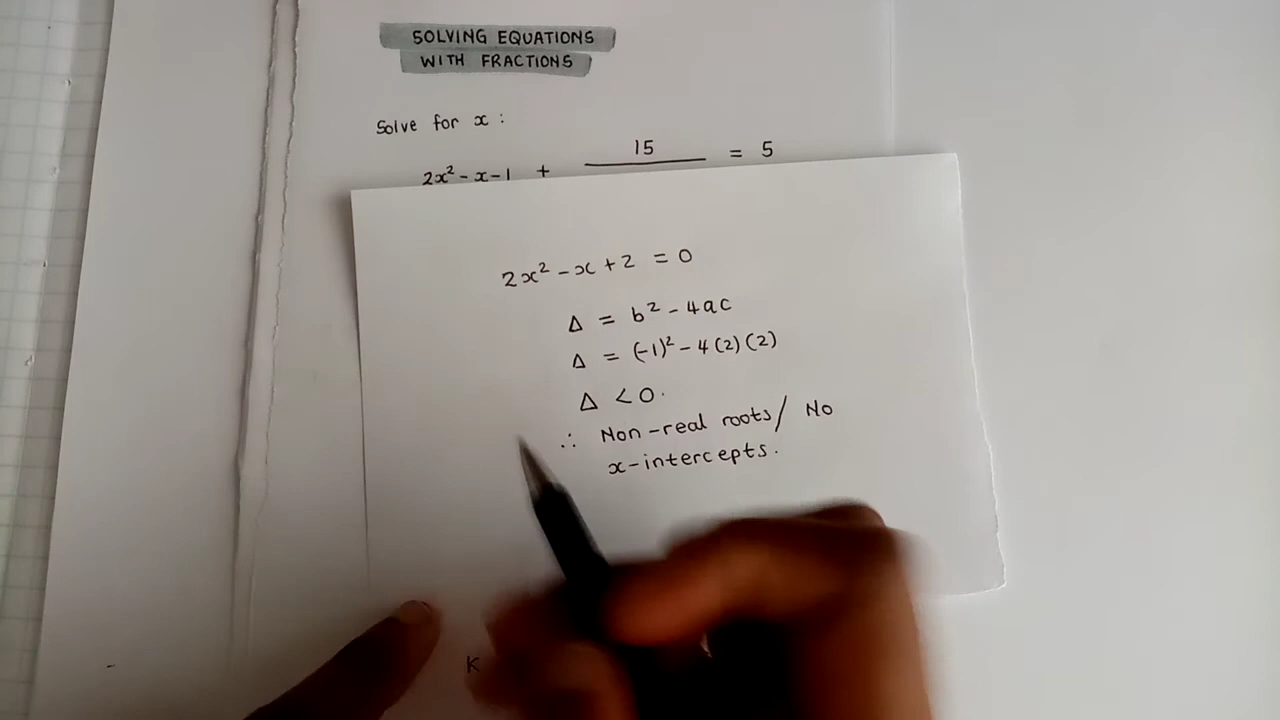 SOLVING EQUATIONS
WITH FRACTIONS
Solve for x :
2x² - x - 1 + 15/ = 5
2x² - x + 2 = 0
Δ = b² - 4ac
Δ = (-1)² - 4(2)(2)
Δ < 0.
∴ Non-real roots/ No
x-intercepts.
K